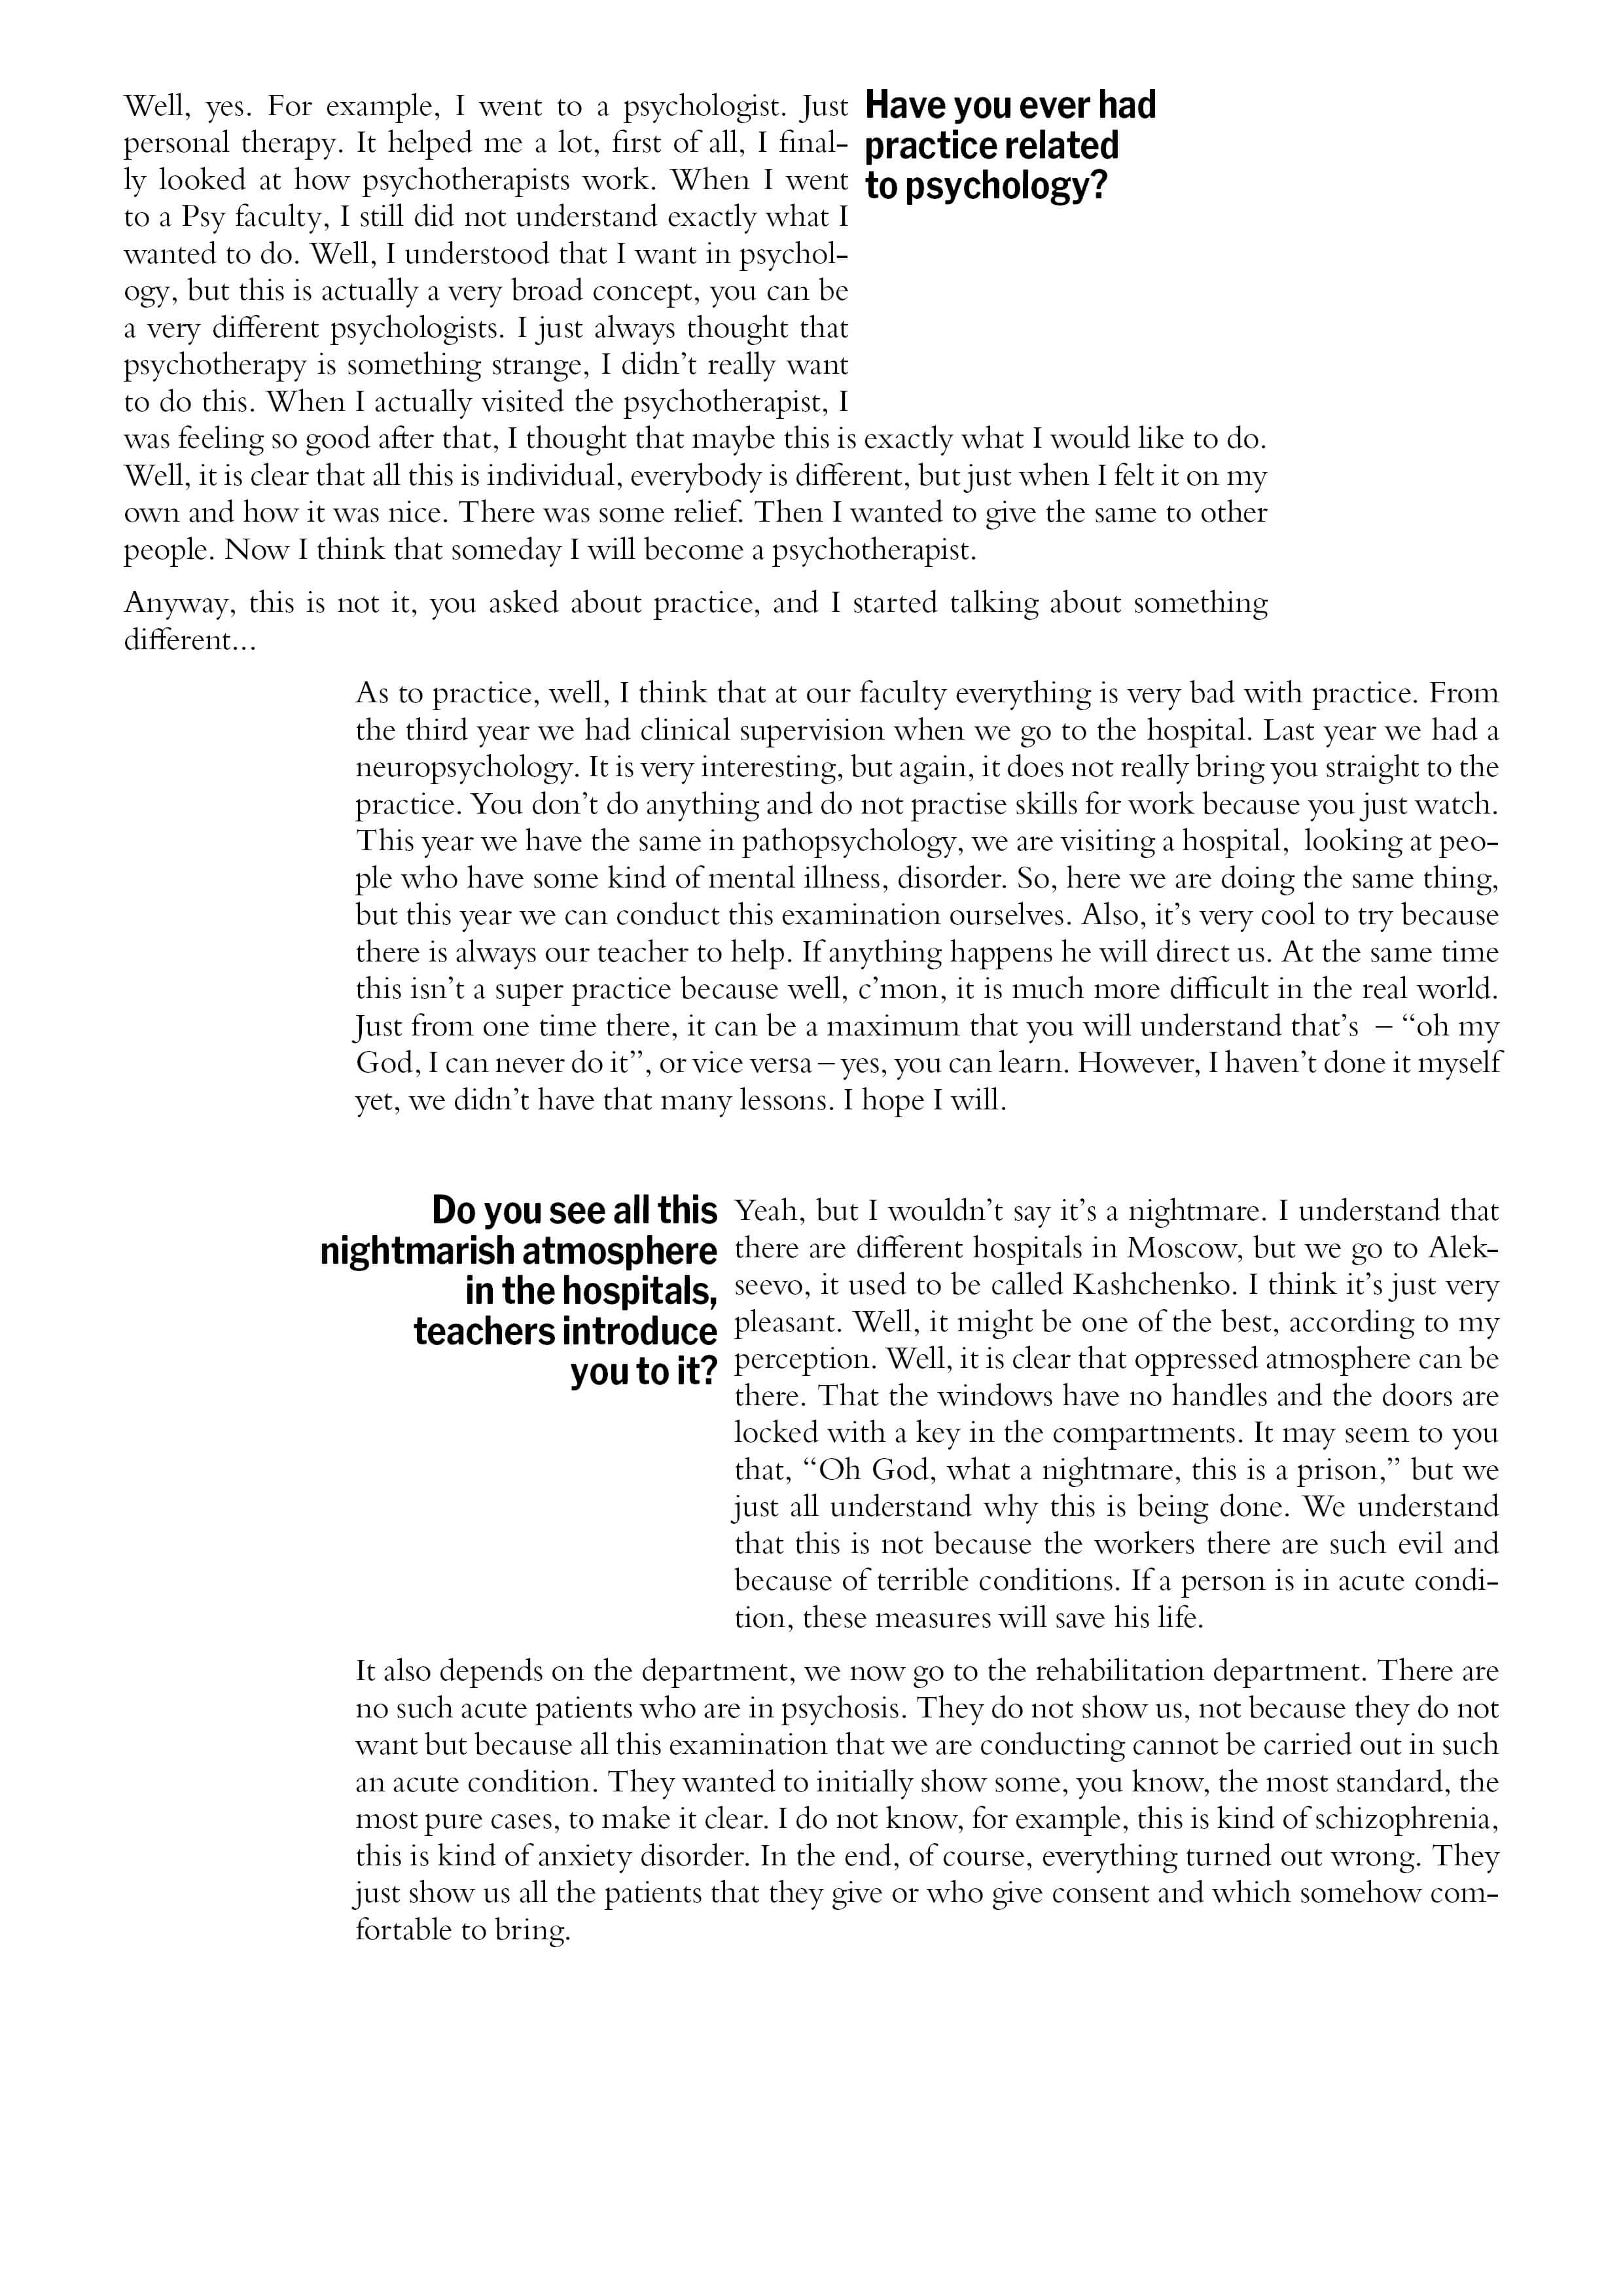 Have you ever had
practice related
to psychology?
Well, yes. For example, I went to a psychologist. Just
personal therapy. It helped me a lot, first of all, I final-
ly looked at how psychotherapists work. When I went
to a Psy faculty, I still did not understand exactly what I
wanted to do. Well, I understood that I want in psychol-
ogy, but this is actually a very broad concept, you can be
a very different psychologists. I just always thought that
psychotherapy is something strange, I didn’t really want
to do this. When I actually visited the psychotherapist, I
was feeling so good after that, I thought that maybe this is exactly what I would like to do.
Well, it is clear that all this is individual, everybody is different, but just when I felt it on my
own and how it was nice. There was some relief. Then I wanted to give the same to other
people. Now I think that someday I will become a psychotherapist.
Anyway, this is not it, you asked about practice, and I started talking about something
different...
As to practice, well, I think that at our faculty everything is very bad with practice. From
the third year we had clinical supervision when we go to the hospital. Last year we had a
neuropsychology. It is very interesting, but again, it does not really bring you straight to the
practice. You don’t do anything and do not practise skills for work because you just watch.
This year we have the same in pathopsychology, we are visiting a hospital, looking at peo-
ple who have some kind of mental illness, disorder. So, here we are doing the same thing,
but this year we can conduct this examination ourselves. Also, it’s very cool to try because
there is always our teacher to help. If anything happens he will direct us. At the same time
this isn’t a super practice because well, c’mon, it is much more difficult in the real world.
Just from one time there, it can be a maximum that you will understand that’s – “oh my
God, I can never do it”, or vice versa – yes, you can learn. However, I haven’t done it myself
yet, we didn’t have that many lessons. I hope I will.
Do you see all this
nightmarish atmosphere
in the hospitals,
teachers introduce
you to it?
Yeah, but I wouldn’t say it’s a nightmare. I understand that
there are different hospitals in Moscow, but we go to Alek-
seevo, it used to be called Kashchenko. I think it’s just very
pleasant. Well, it might be one of the best, according to my
perception. Well, it is clear that oppressed atmosphere can be
there. That the windows have no handles and the doors are
locked with a key in the compartments. It may seem to you
that, “Oh God, what a nightmare, this is a prison,” but we
just all understand why this is being done. We understand
that this is not because the workers there are such evil and
because of terrible conditions. If a person is in acute condi-
tion, these measures will save his life.
It also depends on the department, we now go to the rehabilitation department. There are
no such acute patients who are in psychosis. They do not show us, not because they do not
want but because all this examination that we are conducting cannot be carried out in such
an acute condition. They wanted to initially show some, you know, the most standard, the
most pure cases, to make it clear. I do not know, for example, this is kind of schizophrenia,
this is kind of anxiety disorder. In the end, of course, everything turned out wrong. They
just show us all the patients that they give or who give consent and which somehow com-
fortable to bring.